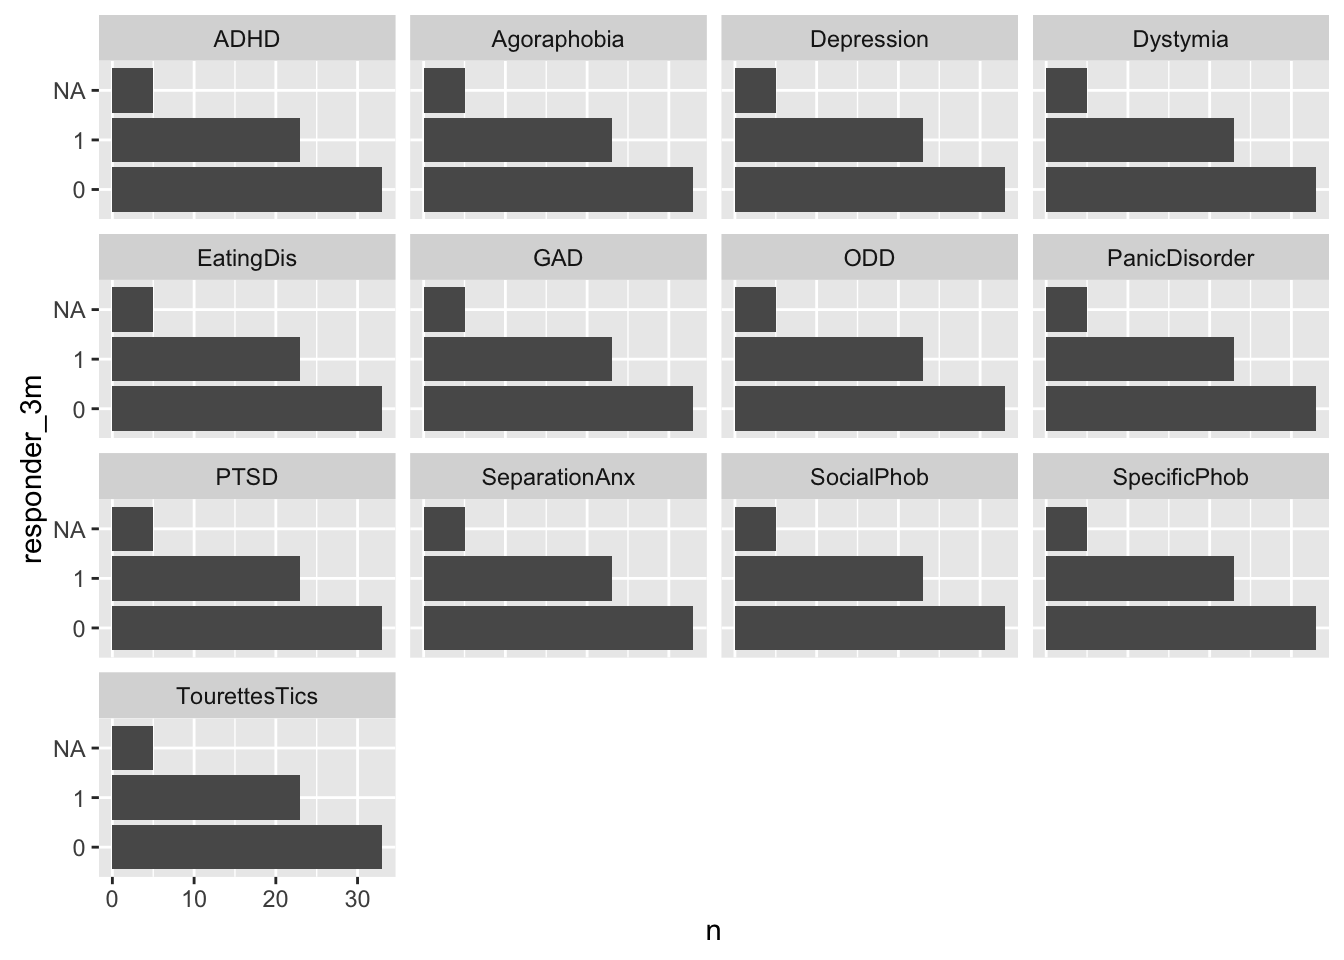 ADHD Agoraphobia Depression Dystymia
NA
1
0
EatingDis GAD ODD PanicDisorder
NA
1
0
PTSD SeparationAnx SocialPhob SpecificPhob
NA
1
0
TourettesTics
NA
1
0
0 10 20 30
n
responder_3m